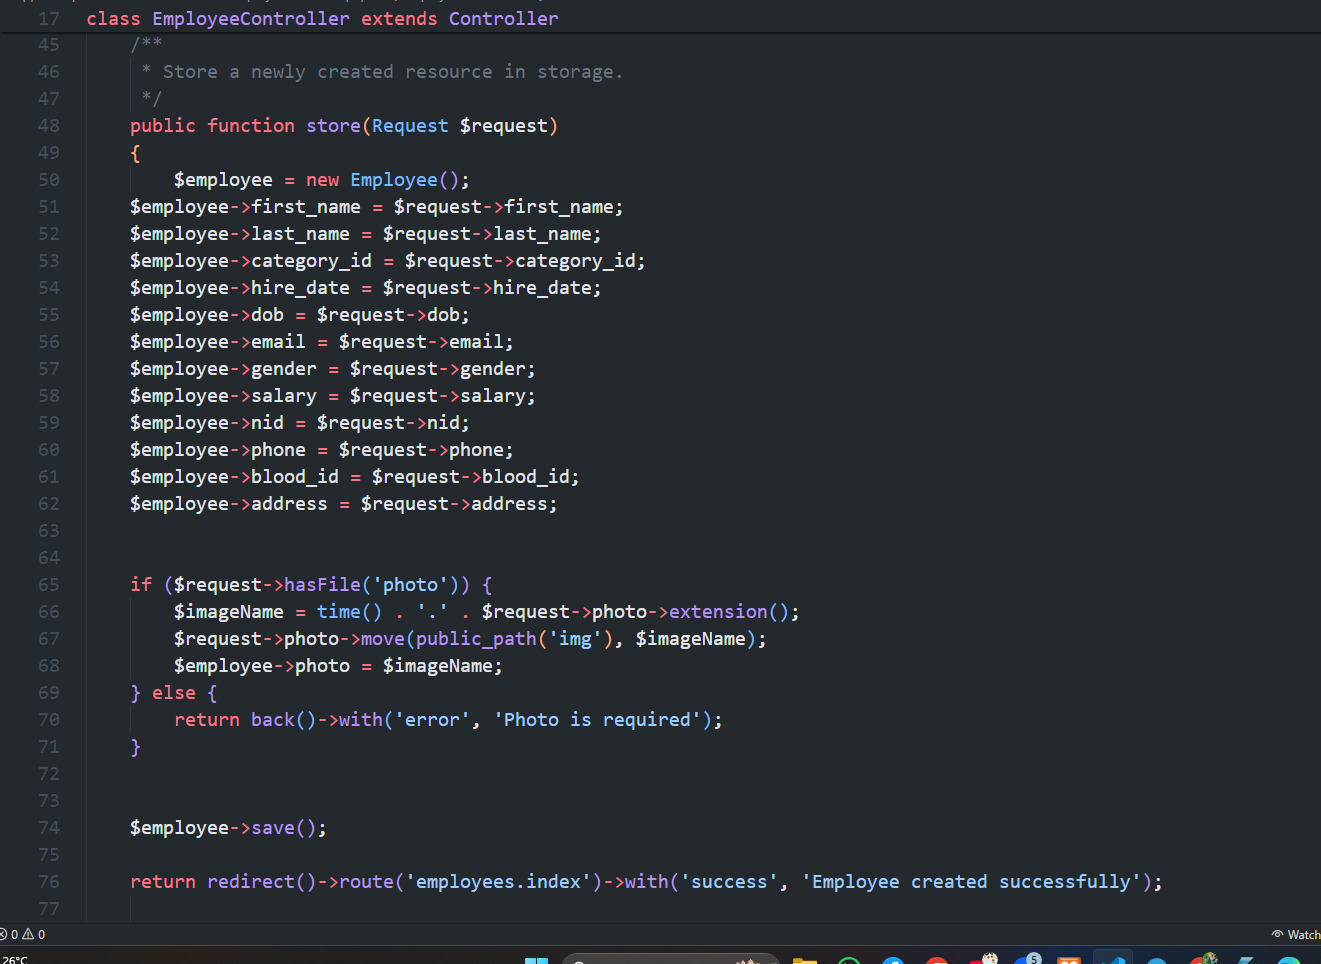 17 class EmployeeController extends Controller
45 /**
46 * Store a newly created resource in storage.
47 */
48 public function store(Request $request)
49 {
50 $employee = new Employee();
51 $employee->first_name = $request->first_name;
52 $employee->last_name = $request->last_name;
53 $employee->category_id = $request->category_id;
54 $employee->hire_date = $request->hire_date;
55 $employee->dob = $request->dob;
56 $employee->email = $request->email;
57 $employee->gender = $request->gender;
58 $employee->salary = $request->salary;
59 $employee->nid = $request->nid;
60 $employee->phone = $request->phone;
61 $employee->blood_id = $request->blood_id;
62 $employee->address = $request->address;
63
64
65 if ($request->hasFile('photo')) {
66 $imageName = time() . '.' . $request->photo->extension();
67 $request->photo->move(public_path('img'), $imageName);
68 $employee->photo = $imageName;
69 } else {
70 return back()->with('error', 'Photo is required');
71 }
72
73
74 $employee->save();
75
76 return redirect()->route('employees.index')->with('success', 'Employee created successfully');
77
0 0 Watch
26°C 5